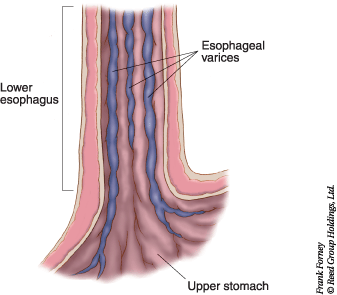 Esophageal
varices
Lower
esophagus
Upper stomach
Frank Forney
© Reed Group Holdings, Ltd.